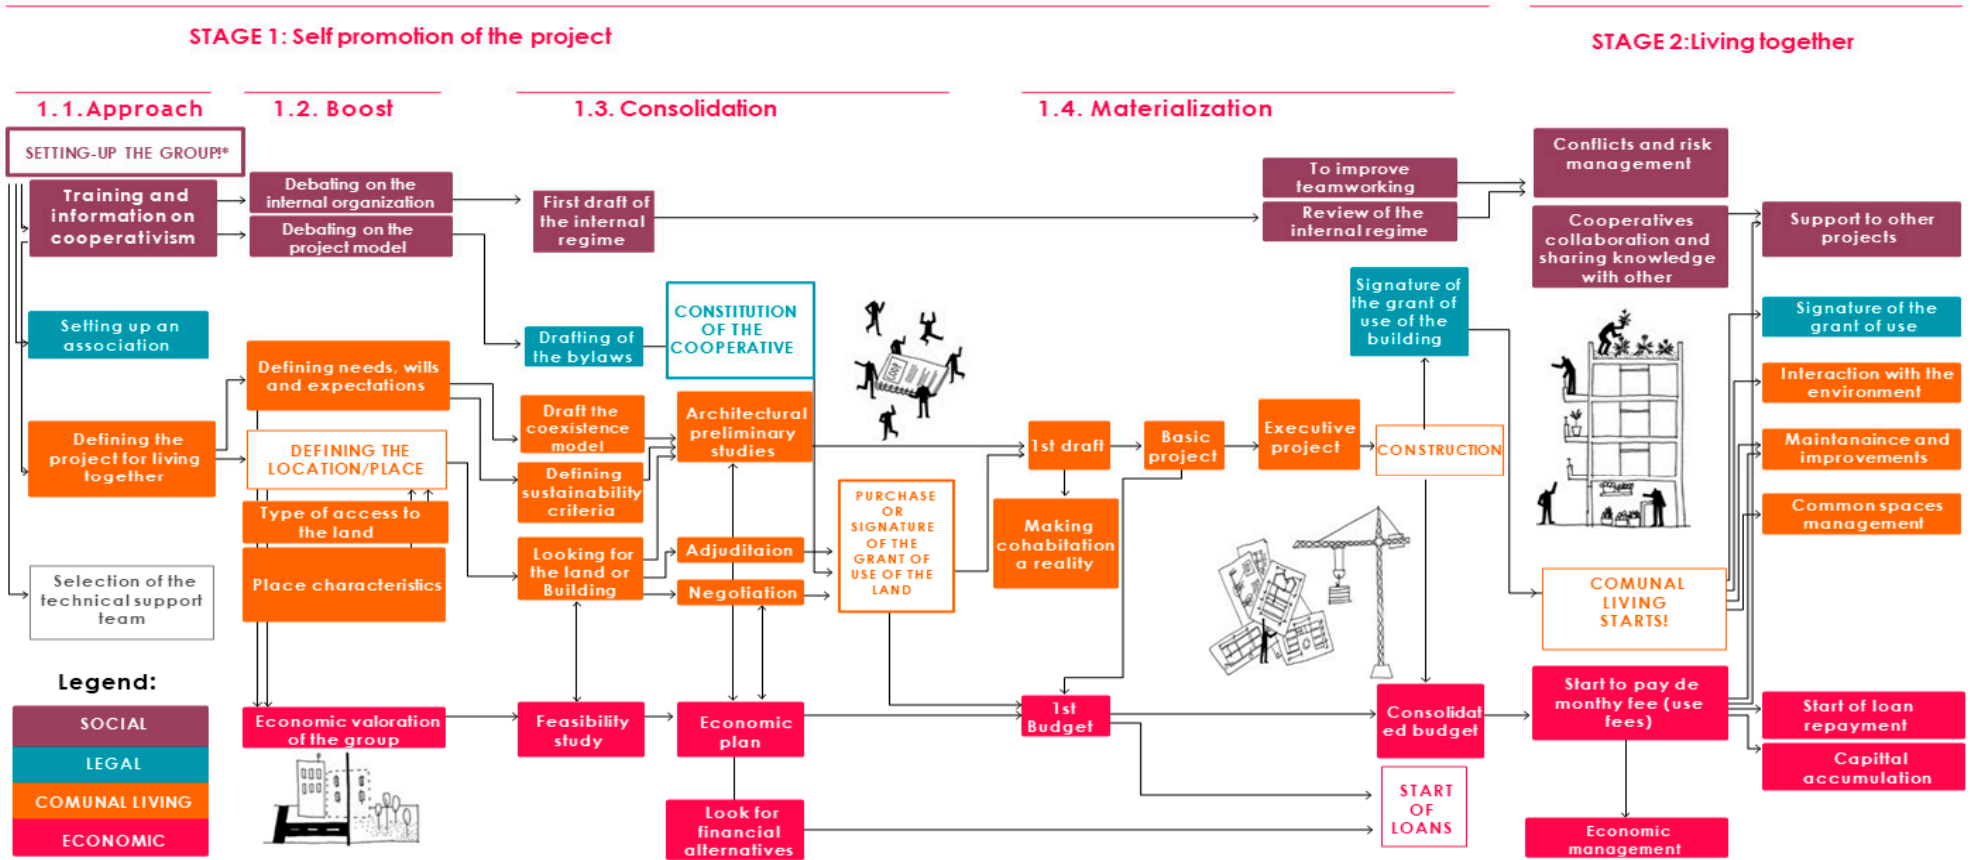 STAGE 1: Self promotion of the project
STAGE 2:Living together
1.1.Approach
1.2. Boost
1.3. Consolidation
1.4. Materialization
SETTING-UP THE GROUP!*
Training and
information on
cooperativism
Setting up an
association
Defining the
project for living
together
Selection of the
technical support
team
Debating on the
internal organization
Debating on the
project model
Defining needs, wills
and expectations
DEFINING THE
LOCATION/PLACE
Type of access to
the land
Place characteristics
Economic valoration
of the group
First draft of
the internal
regime
Drafting of
the bylaws
CONSTITUTION
OF THE
COOPERATIVE
Draft the
coexistence
model
Defining
sustainability
criteria
Looking for
the land or
Building
Feasibility
study
Architectural
preliminary
studies
Adjuditaion
Negotiation
Economic
plan
Look for
financial
alternatives
COOP
PURCHASE
OR
SIGNATURE
OF THE
GRANT OF
USE OF THE
LAND
1st draft
Making
cohabitation
a reality
1st
Budget
Basic
project
Executive
project
To improve
teamworking
Review of the
internal regime
Signature of
the grant of
use of the
building
CONSTRUCTION
Consolidat
ed budget
START
OF
LOANS
Conflicts and risk
management
Cooperatives
collaboration and
sharing knowledge
with other
COMUNAL
LIVING
STARTS!
Start to pay de
monthy fee (use
fees)
Economic
management
Support to other
projects
Signature of the
grant of use
Interaction with the
environment
Maintanaince and
improvements
Common spaces
management
Start of loan
repayment
Capittal
accumulation
Legend:
SOCIAL
LEGAL
COMUNAL LIVING
ECONOMIC